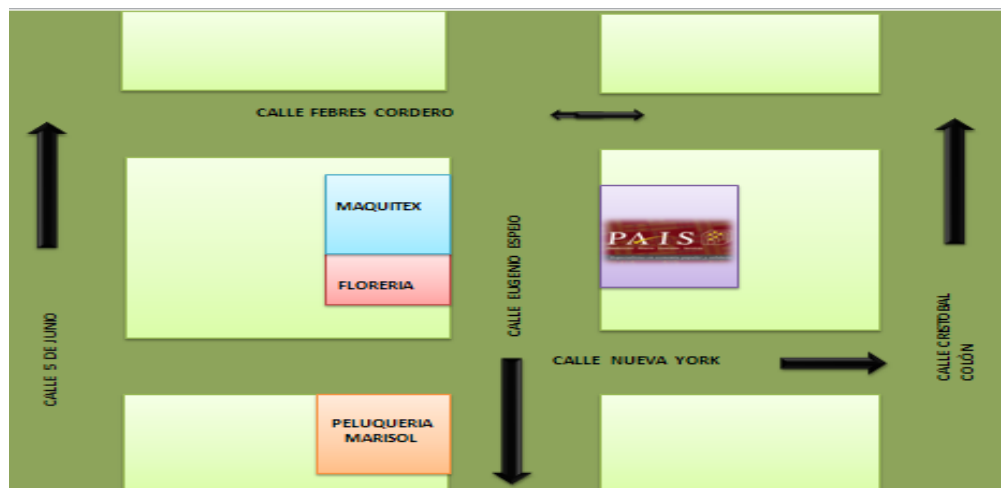 CALLE FEBRES CORDERO
MAQUITEX
FLORERIA
PAIS
CALLE EUGENIO ESPEJO
CALLE 5 DE JUNIO
CALLE NUEVA YORK
CALLE CRISTOBAL
COLÒN
PELUQUERIA
MARISOL